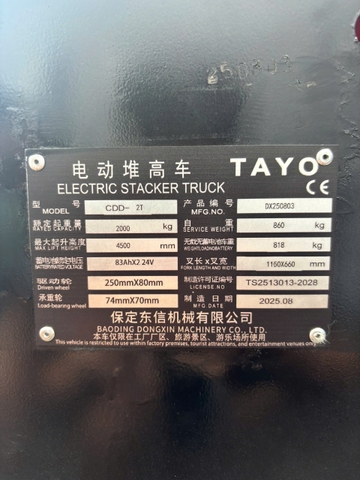 电动堆高车 TAYO
ELECTRIC STACKER TRUCK CE
型号 MODEL CDD- 2T 产品编号 MFG.NO. DX250803
额定起重量 RATED CAPACITY 2000 kg 自重 SERVICE WEIGHT 860 kg
最大起升高度 MAX LIFT HEIGHT 4500 mm 818 kg
BATTERY RATED VOLTAGE 83AhX2 24V 叉长x叉宽 FORK LENGTH AND WIDTH 1160X660 mm
驱动轮 Driven wheel 250mmX80mm 制造许可证编号 LICENSE NO TS2513013-2028
承重轮 Load-bearing wheel 74mmX70mm 制造日期 MFG DATE 2025.08
保定东信机械有限公司
BAODING DONGXIN MACHINERY CO., LTD.
本车仅限在工厂厂区、旅游景区、游乐场所使用
This vehicle is restricted to use within factory premises, tourist attractions, and entertainment venues only